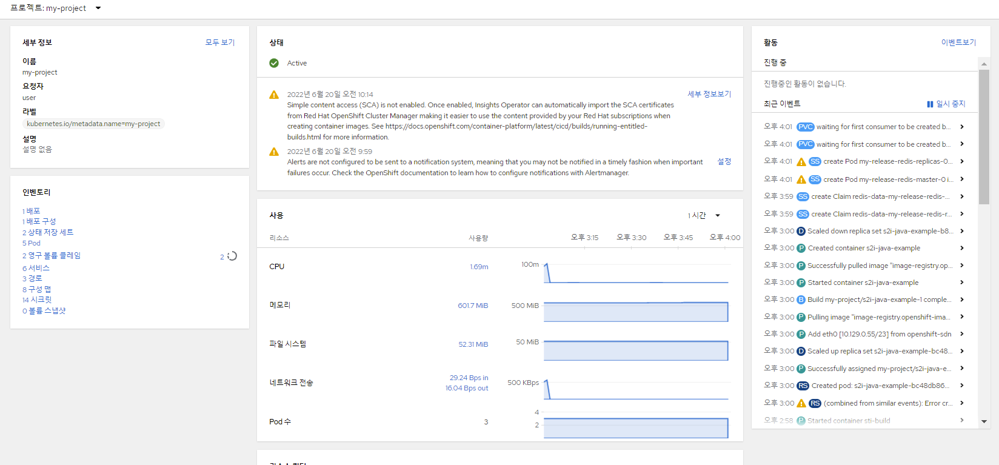 프로젝트: my-project
세부 정보
모두 보기
이름
my-project
요청자
user
라벨
kubernetes.io/metadata.name=my-project
설명
설명 없음
인벤토리
1 배포
1 배포 구성
2 상태 저장 세트
5 Pod
2 영구 볼륨 클레임
2
6 서비스
3 경로
8 구성 맵
14 시크릿
0 볼륨 스냅샷
상태
Active
2022년 6월 20일 오전 10:14
세부 정보보기
Simple content access (SCA) is not enabled. Once enabled, Insights Operator can automatically import the SCA certificates
from Red Hat OpenShift Cluster Manager making it easier to use the content provided by your Red Hat subscriptions when
creating container images. See https://docs.openshift.com/container-platform/latest/cicd/builds/running-entitled-
builds.html for more information.
2022년 6월 20일 오전 9:59
Alerts are not configured to be sent to a notification system, meaning that you may not be notified in a timely fashion when important
failures occur. Check the OpenShift documentation to learn how to configure notifications with Alertmanager.
설정
사용
1 시간
리소스
사용량
오후 3:15
오후 3:30
오후 3:45
오후 4:00
CPU
1.69m
100m
메모리
601.7 MiB
500 MiB
파일 시스템
52.31 MiB
50 MiB
네트워크 전송
29.24 Bps in
16.04 Bps out
500 KBps
Pod 수
3
4
2
활동
이벤트보기
진행 중
진행중인 활동이 없습니다.
최근 이벤트
일시 중지
오후 4:01 PVC waiting for first consumer to be created b...
오후 4:01 PVC waiting for first consumer to be created b...
오후 4:01 SS create Pod my-release-redis-replicas-0...
오후 4:01 SS create Pod my-release-redis-master-0 i...
오후 3:59 SS create Claim redis-data-my-release-redis-...
오후 3:59 SS create Claim redis-data-my-release-redis-r...
오후 3:00 D Scaled down replica set s2i-java-example-b8...
오후 3:00 P Created container s2i-java-example
오후 3:00 P Successfully pulled image "image-registry.op...
오후 3:00 P Started container s2i-java-example
오후 3:00 B Build my-project/s2i-java-example-1 comple...
오후 3:00 P Pulling image "image-registry.openshift-ima...
오후 3:00 P Add eth0 [10.129.0.55/23] from openshift-sdn
오후 3:00 D Scaled up replica set s2i-java-example-bc48...
오후 3:00 P Successfully assigned my-project/s2i-java-e...
오후 3:00 RS Created pod: s2i-java-example-bc48db86...
오후 3:00 RS (combined from similar events): Error cr...
오후 2:58 P Started container sti-build